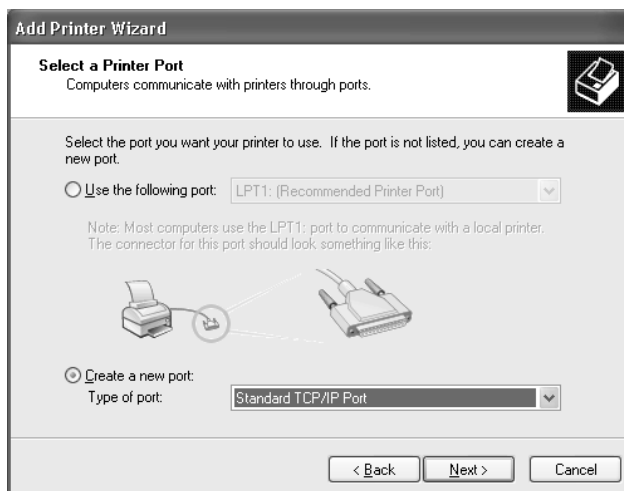 Add Printer Wizard
Select a Printer Port
Computers communicate with printers through ports.
Select the port you want your printer to use. If the port is not listed, you can create a
new port.
Use the following port: LPT1: (Recommended Printer Port)
Note: Most computers use the LPT1: port to communicate with a local printer.
The connector for this port should look something like this:
Create a new port:
Type of port: Standard TCP/IP Port
< Back Next > Cancel